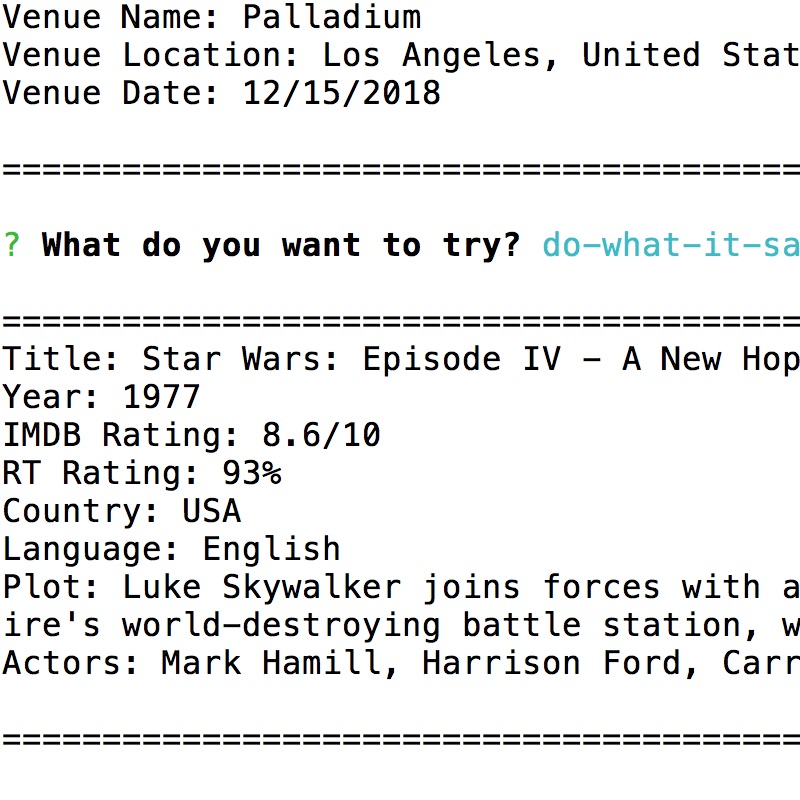 Venue Name: Palladium
Venue Location: Los Angeles, United Stat
Venue Date: 12/15/2018
========================================
? What do you want to try? do-what-it-sa
========================================
Title: Star Wars: Episode IV - A New Hop
Year: 1977
IMDB Rating: 8.6/10
RT Rating: 93%
Country: USA
Language: English
Plot: Luke Skywalker joins forces with a
ire's world-destroying battle station, w
Actors: Mark Hamill, Harrison Ford, Carr
========================================